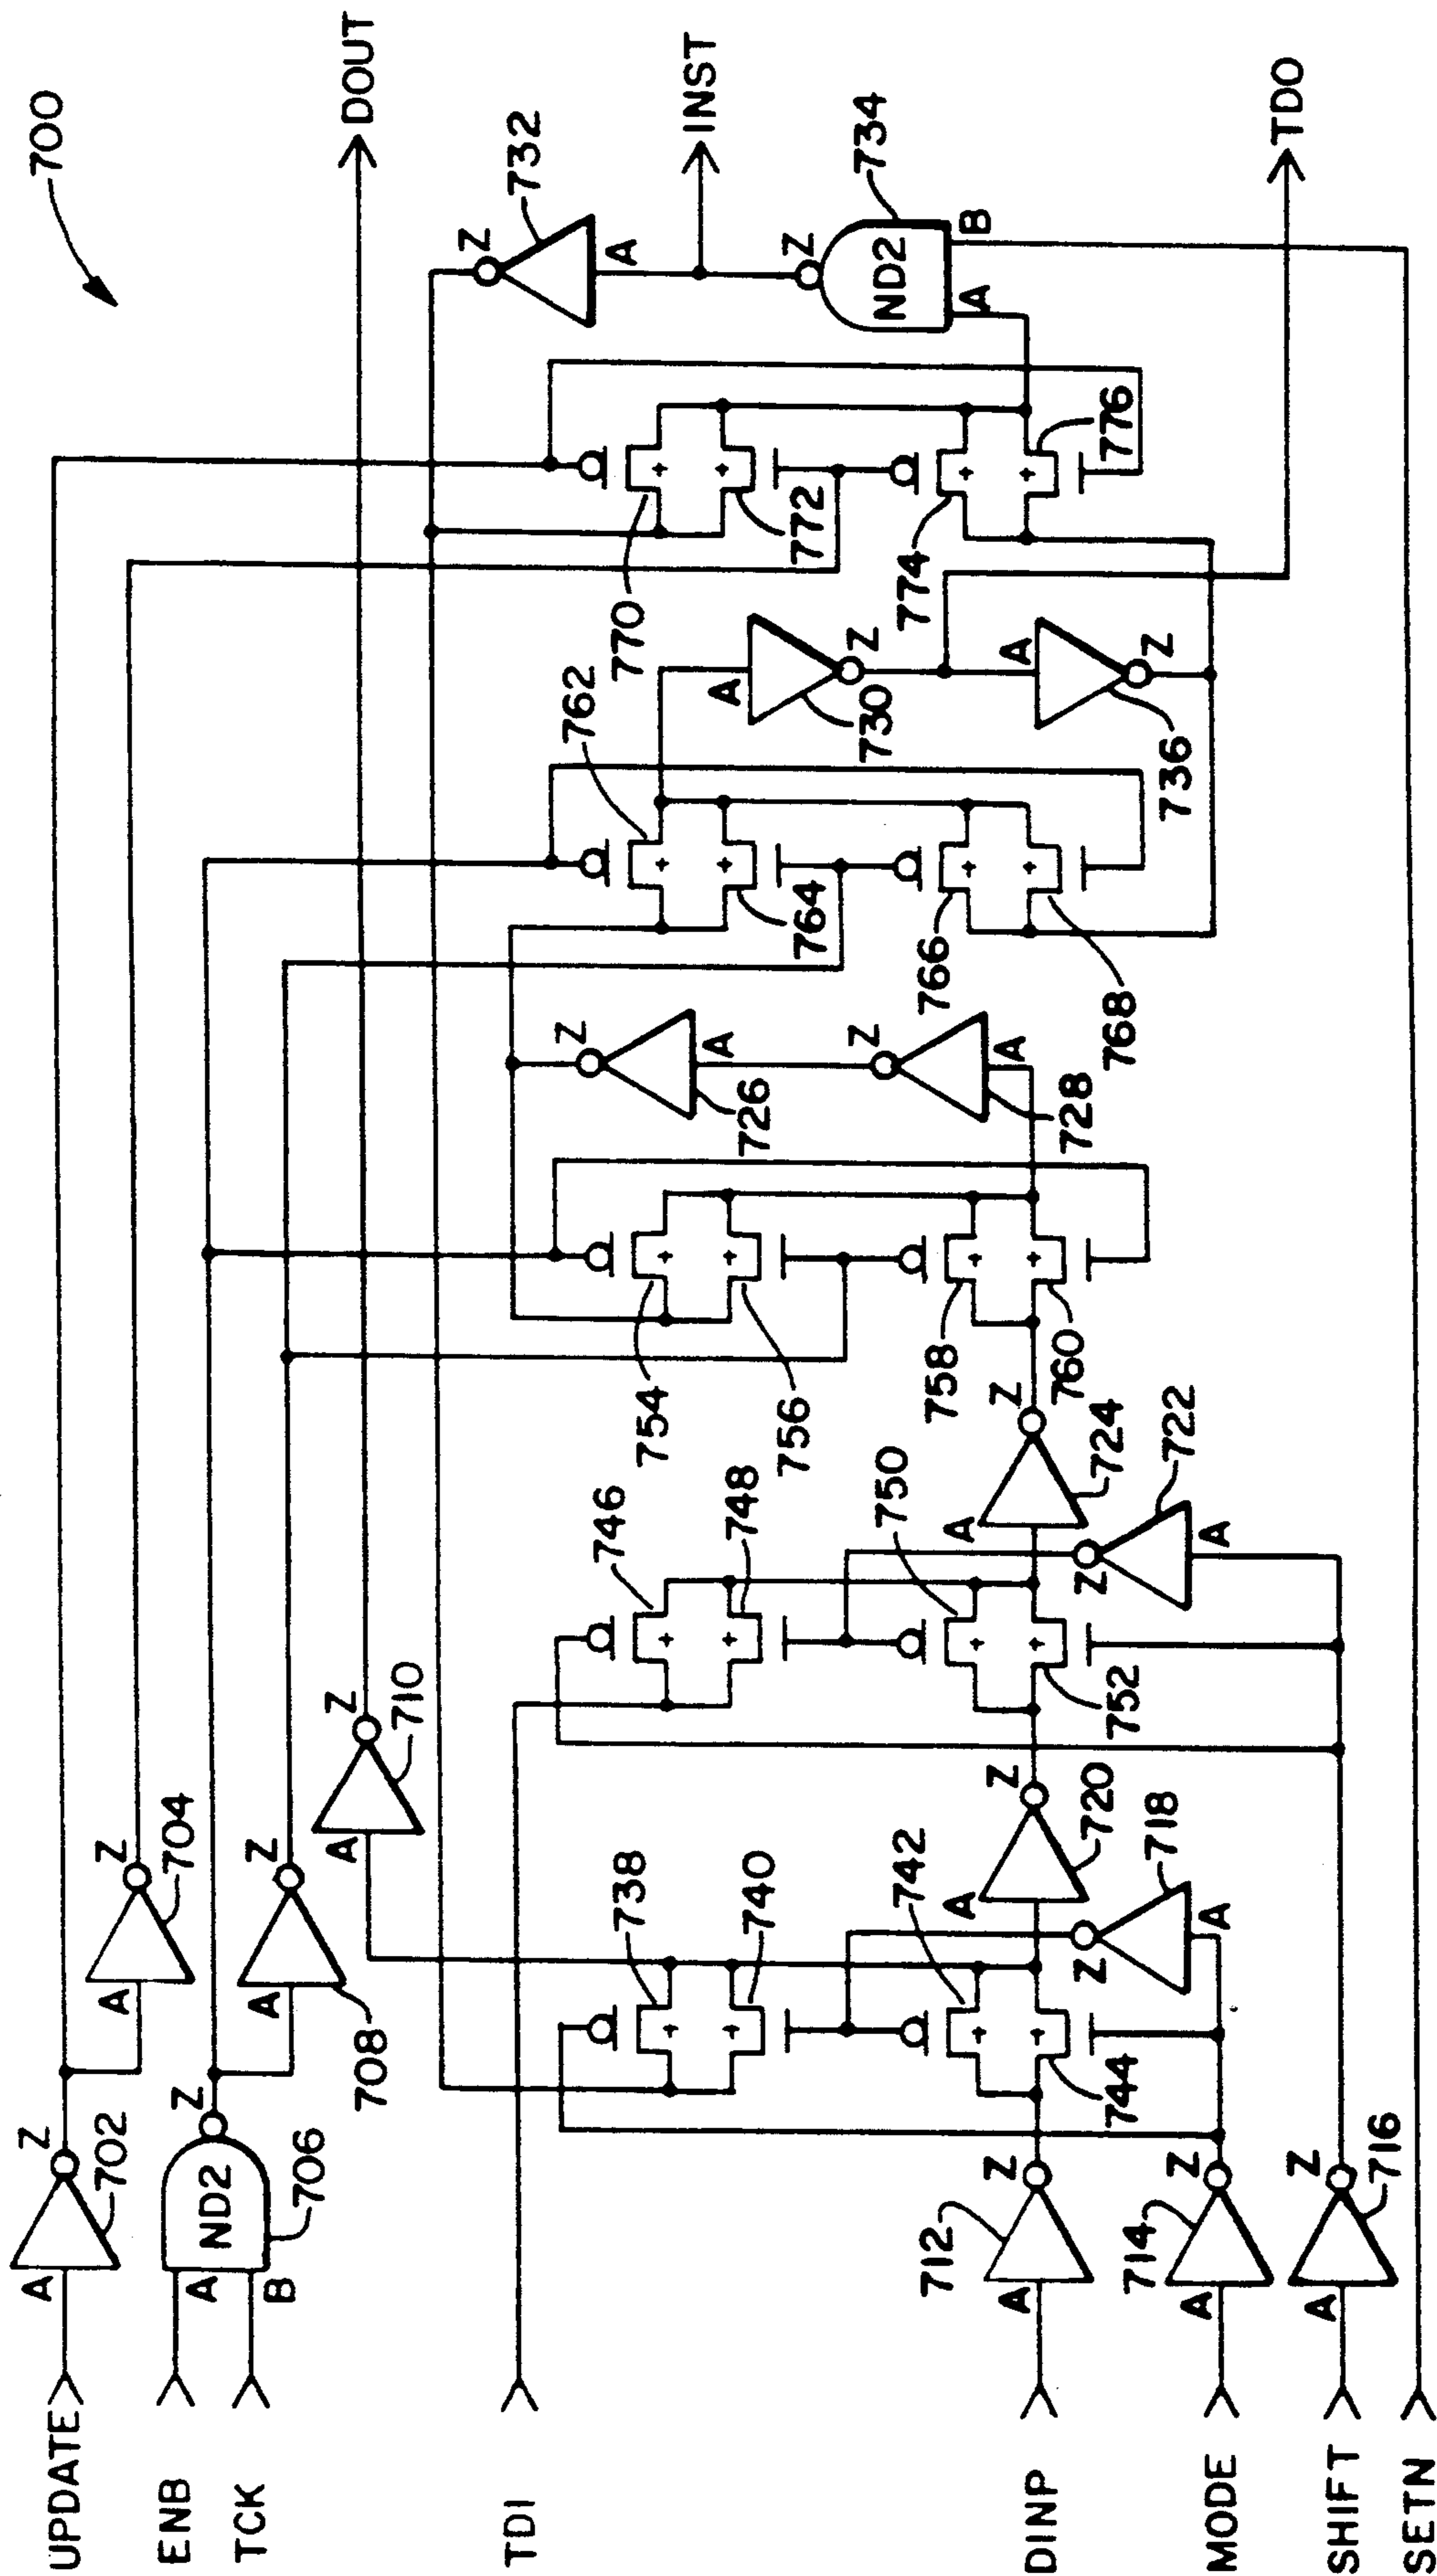 700
UPDATE
A
Z
702
A
Z
704
ENB
TCK
A
B
ND2
Z
706
A
Z
708
A
Z
710
DOUT
TDI
DINP
A
Z
712
MODE
A
Z
714
SHIFT
A
Z
716
SETN
738
740
742
744
A
Z
718
A
Z
720
746
748
750
752
A
Z
722
A
Z
724
754
756
758
760
Z
A
726
Z
A
728
762
764
766
768
A
Z
730
A
Z
736
770
772
774
776
Z
A
732
INST
Z
ND2
A
B
734
TDO